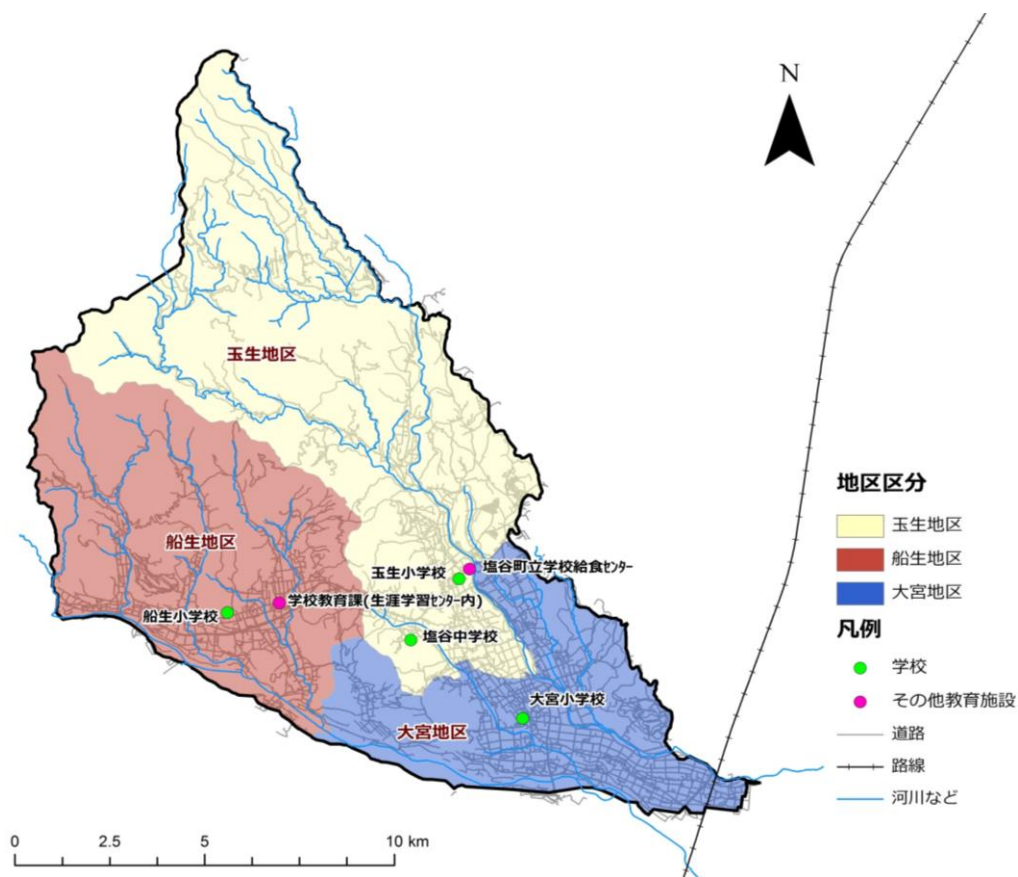 N
玉生地区
船生地区
玉生小学校
塩谷町立学校給食センター
学校教育課(生涯学習センター内)
船生小学校
塩谷中学校
大宮小学校
大宮地区
地区区分
玉生地区
船生地区
大宮地区
凡例
学校
その他教育施設
道路
路線
河川など
0 2.5 5 10 km